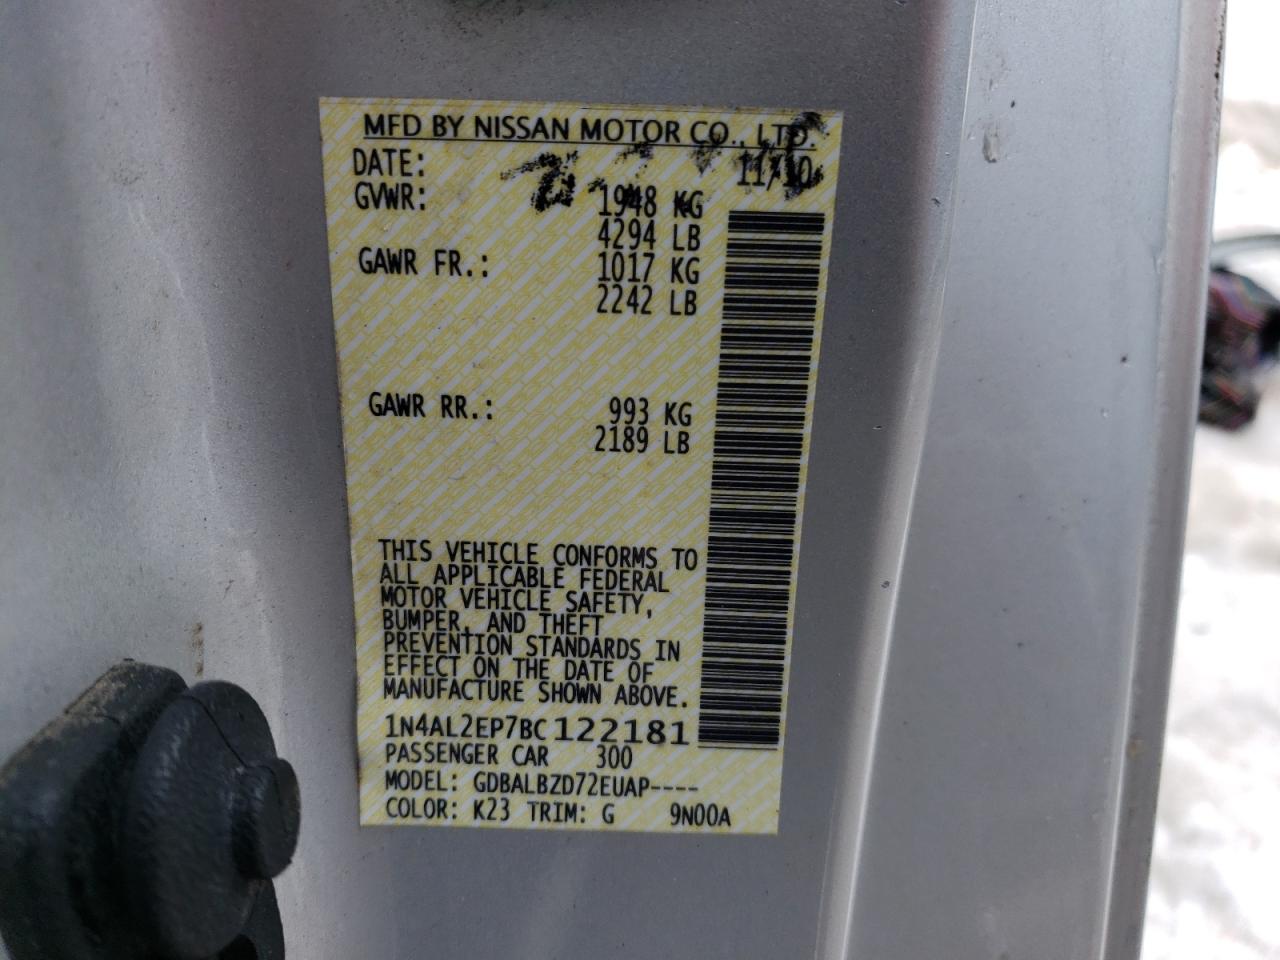 MFD BY NISSAN MOTOR CO., LTD.
DATE: 11/10
GVWR: 1948 KG
4294 LB
GAWR FR.: 1017 KG
2242 LB
GAWR RR.: 993 KG
2189 LB
THIS VEHICLE CONFORMS TO
ALL APPLICABLE FEDERAL
MOTOR VEHICLE SAFETY,
BUMPER, AND THEFT
PREVENTION STANDARDS IN
EFFECT ON THE DATE OF
MANUFACTURE SHOWN ABOVE.
1N4AL2EP7BC122181
PASSENGER CAR 300
MODEL: GDBALBZD72EUAP----
COLOR: K23 TRIM: G 9N00A